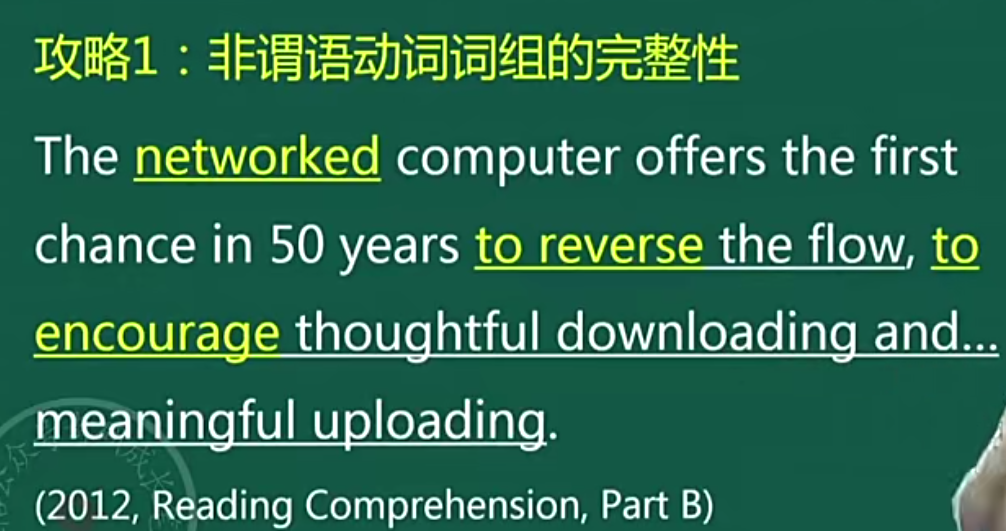 攻略1：非谓语动词词组的完整性
The networked computer offers the first
chance in 50 years to reverse the flow, to
encourage thoughtful downloading and...
meaningful uploading.
(2012, Reading Comprehension, Part B)